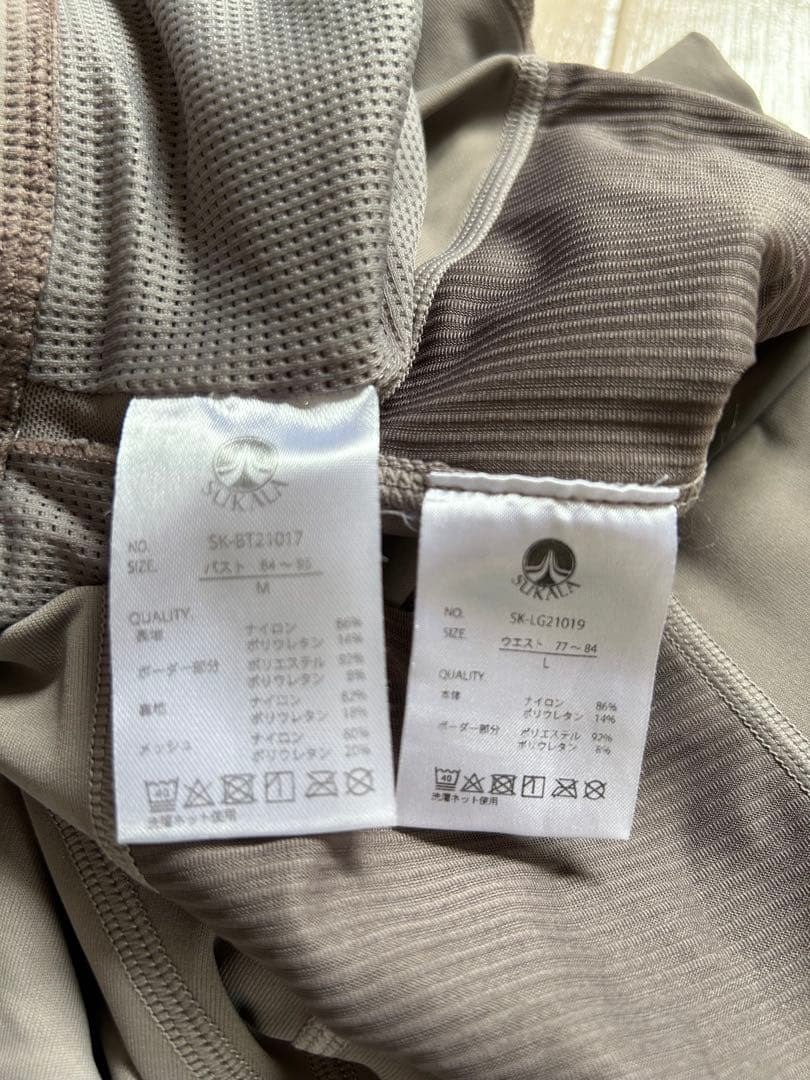 SUKALA
NO. SK-BT21017
SIZE. バスト 84～95
M
QUALITY.
表地 ナイロン 86%
ポリウレタン 14%
ボーダー部分 ポリエステル 92%
ポリウレタン 8%
裏地 ナイロン 82%
ポリウレタン 18%
メッシュ ナイロン 80%
ポリウレタン 20%
40
洗濯ネット使用
SUKALA
NO. SK-LG21019
SIZE. ウエスト 77～84
L
QUALITY.
本体 ナイロン 86%
ポリウレタン 14%
ボーダー部分 ポリエステル 92%
ポリウレタン 8%
40
洗濯ネット使用